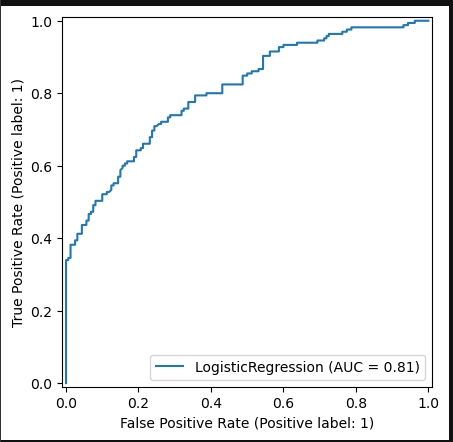 1.0
0.8
0.6
0.4
0.2
0.0
True Positive Rate (Positive label: 1)
LogisticRegression (AUC = 0.81)
0.0 0.2 0.4 0.6 0.8 1.0
False Positive Rate (Positive label: 1)